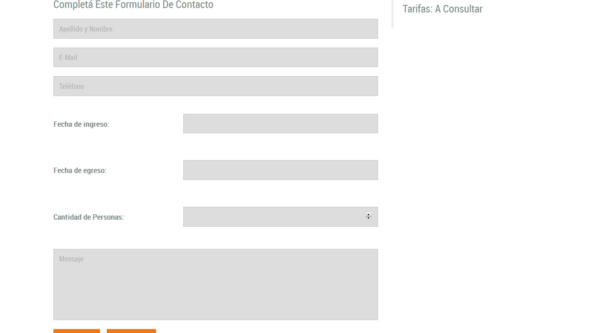 Completá Este Formulario De Contacto
Tarifas: A Consultar
Apellido y Nombre
E-Mail
Teléfono
Fecha de ingreso:
Fecha de egreso:
Cantidad de Personas:
Mensaje